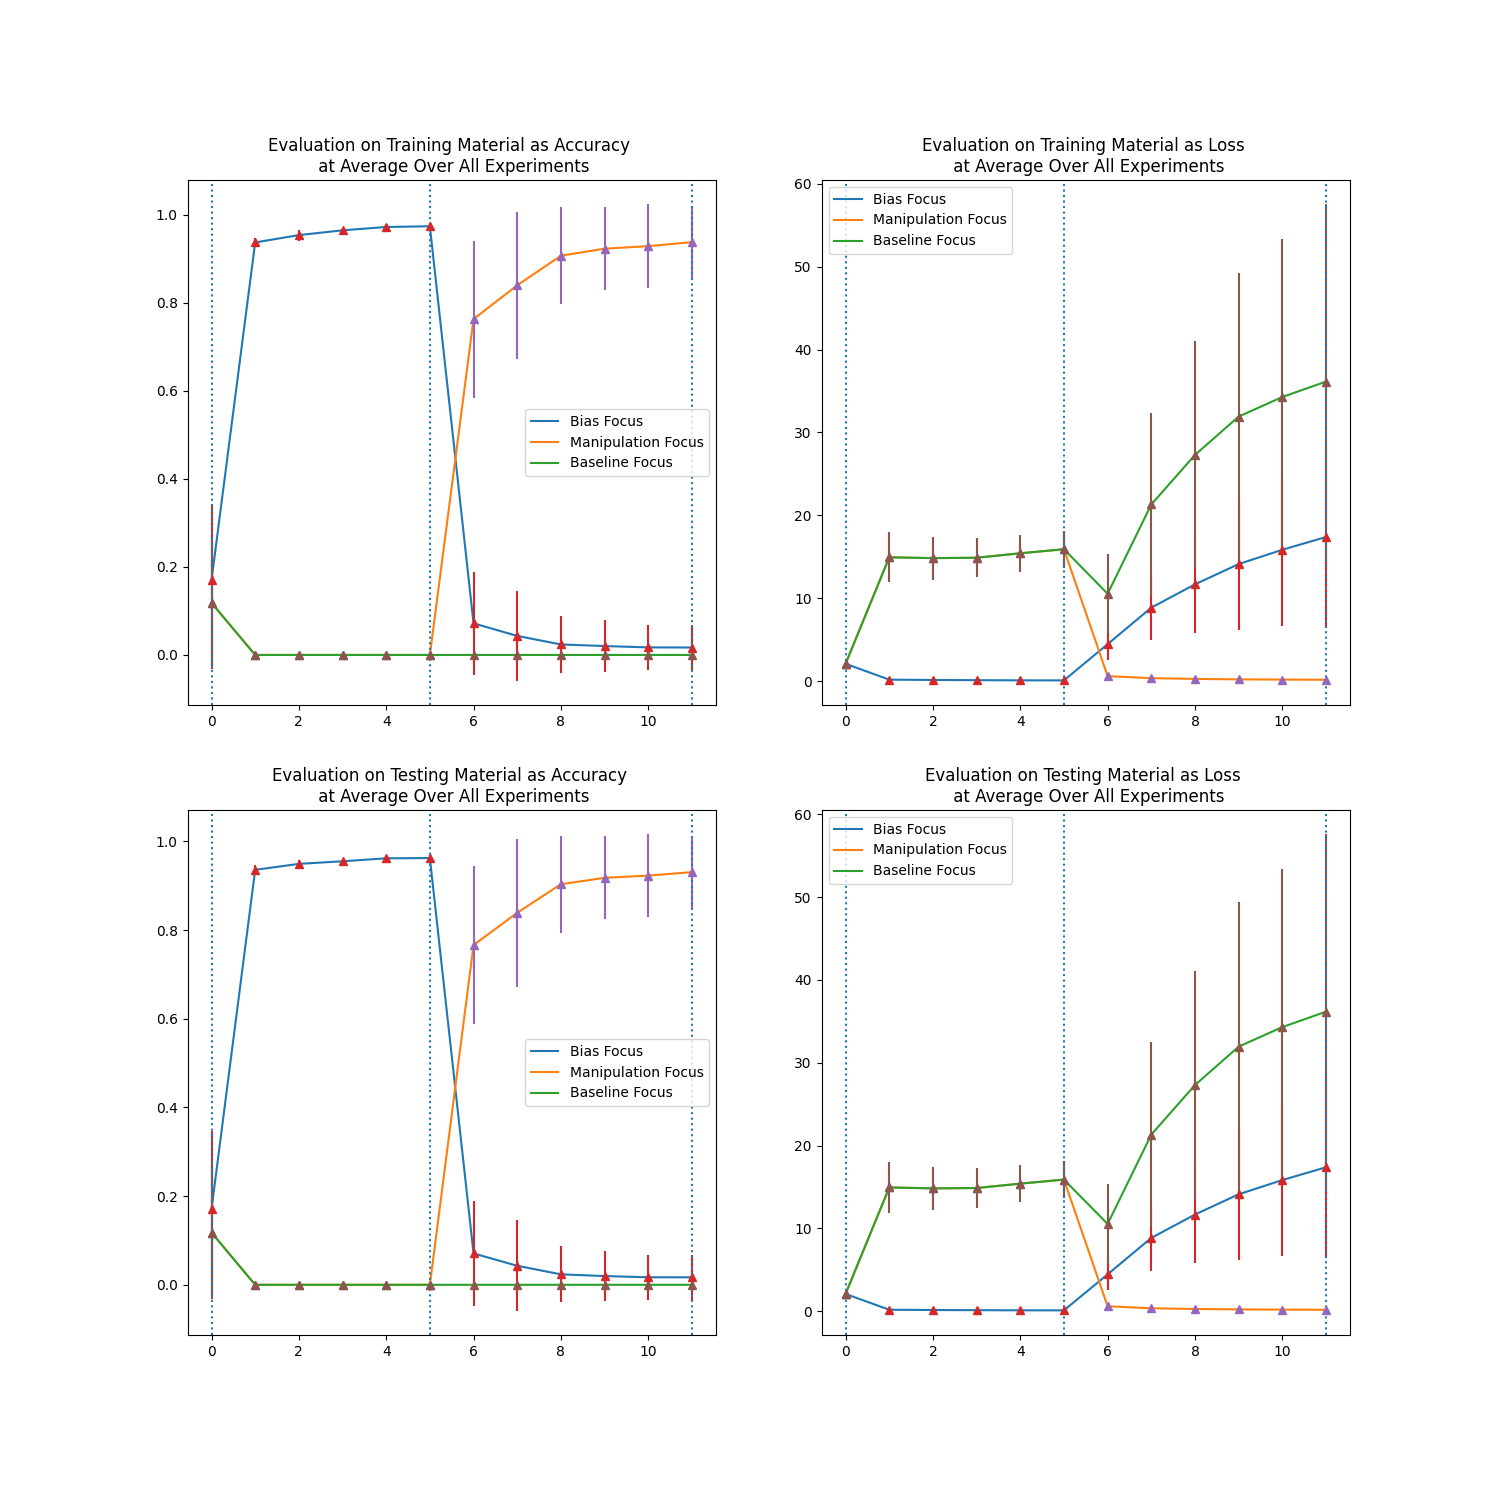 Evaluation on Training Material as Accuracy
at Average Over All Experiments
1.0
0.8
0.6
0.4
0.2
0.0
Bias Focus
Manipulation Focus
Baseline Focus
0 2 4 6 8 10
Evaluation on Training Material as Loss
at Average Over All Experiments
60
50
40
30
20
10
0
Bias Focus
Manipulation Focus
Baseline Focus
0 2 4 6 8 10
Evaluation on Testing Material as Accuracy
at Average Over All Experiments
1.0
0.8
0.6
0.4
0.2
0.0
Bias Focus
Manipulation Focus
Baseline Focus
0 2 4 6 8 10
Evaluation on Testing Material as Loss
at Average Over All Experiments
60
50
40
30
20
10
0
Bias Focus
Manipulation Focus
Baseline Focus
0 2 4 6 8 10